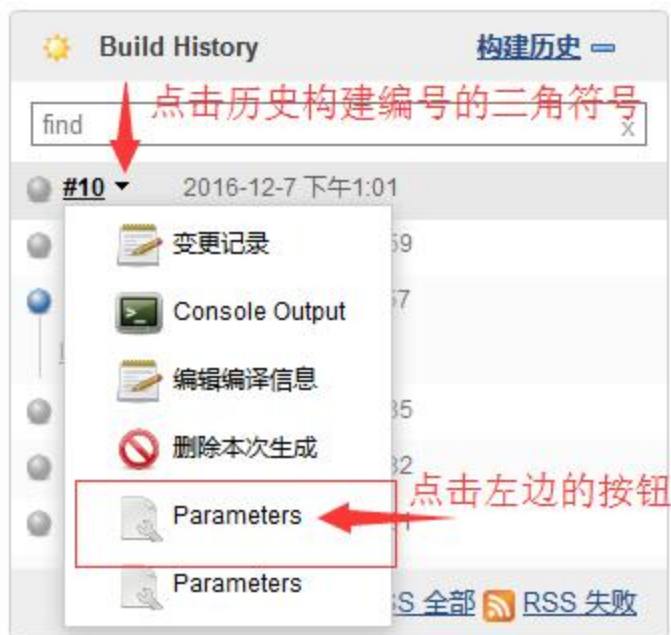 Build History 构建历史
点击历史构建编号的三角符号
find x
#10 2016-12-7 下午1:01
变更记录 59
Console Output 57
编辑编译信息
35
删除本次生成
32
点击左边的按钮
Parameters
Parameters
SS 全部 RSS 失败